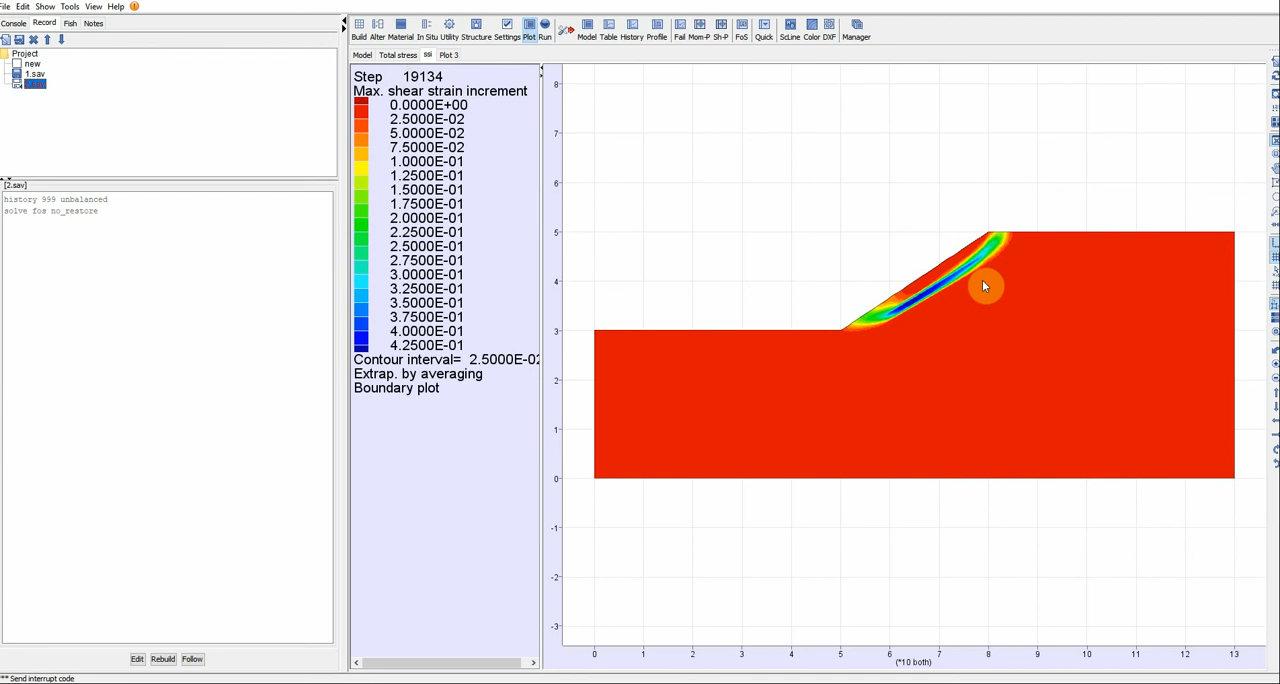 File Edit Show Tools View Help
Console Record Fish Notes
Project
new
1.sav
[2.sav]
history 999 unbalanced
solve fos no_restore
Edit Rebuild Follow
** Send interrupt code
Build Alter Material In Situ Utility Structure Settings Plot Run Model Table History Profile Fail Mom-P Sh-P FoS Quick ScLine Color DXF Manager
Model Total stress ssi Plot 3
Step 19134
Max. shear strain increment
0.0000E+00
2.5000E-02
5.0000E-02
7.5000E-02
1.0000E-01
1.2500E-01
1.5000E-01
1.7500E-01
2.0000E-01
2.2500E-01
2.5000E-01
2.7500E-01
3.0000E-01
3.2500E-01
3.5000E-01
3.7500E-01
4.0000E-01
4.2500E-01
Contour interval= 2.5000E-02
Extrap. by averaging
Boundary plot
8
7
6
5
4
3
2
1
0
-1
-2
-3
0 1 2 3 4 5 6 7 8 9 10 11 12 13
(*10 both)